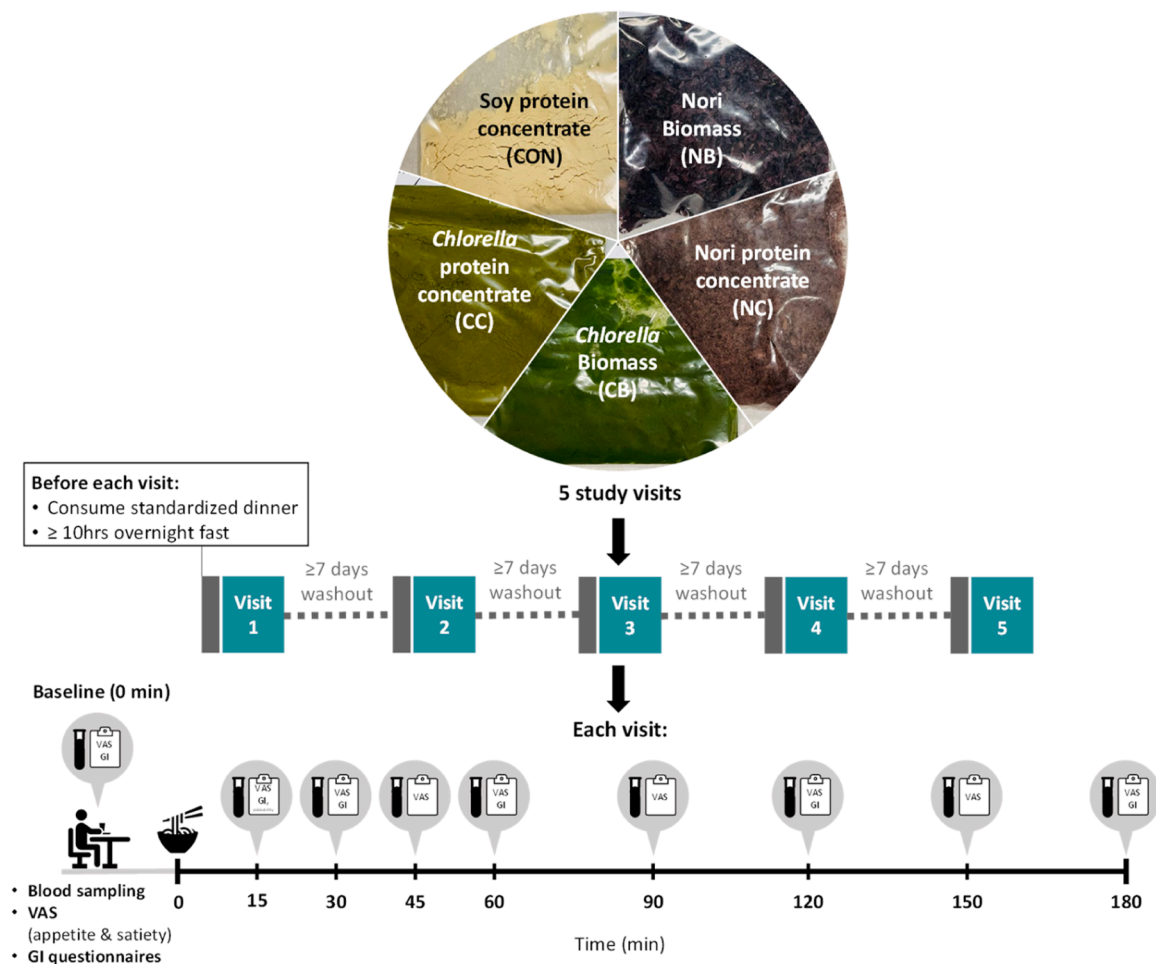 Soy protein
concentrate
(CON)
Nori
Biomass
(NB)
Chlorella
protein
concentrate
(CC)
Nori protein
concentrate
(NC)
Chlorella
Biomass
(CB)
Before each visit:
• Consume standardized dinner
• ≥ 10hrs overnight fast
5 study visits
≥7 days
washout
≥7 days
washout
≥7 days
washout
≥7 days
washout
Visit
1
Visit
2
Visit
3
Visit
4
Visit
5
Baseline (0 min)
Each visit:
VAS
GI
VAS
GI,
VAS
GI
VAS
VAS
GI
VAS
VAS
GI
VAS
VAS
GI
0 15 30 45 60 90 120 150 180
Time (min)
• Blood sampling
• VAS
(appetite & satiety)
• GI questionnaires